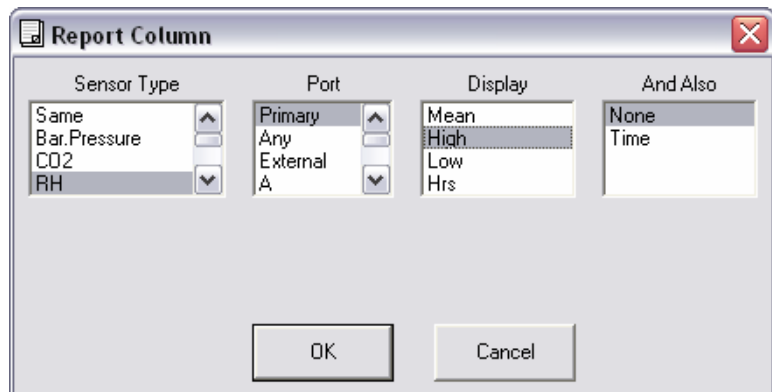 Report Column
Sensor Type
Same
Bar.Pressure
CO2
RH
Port
Primary
Any
External
A
Display
Mean
High
Low
Hrs
And Also
None
Time
OK
Cancel